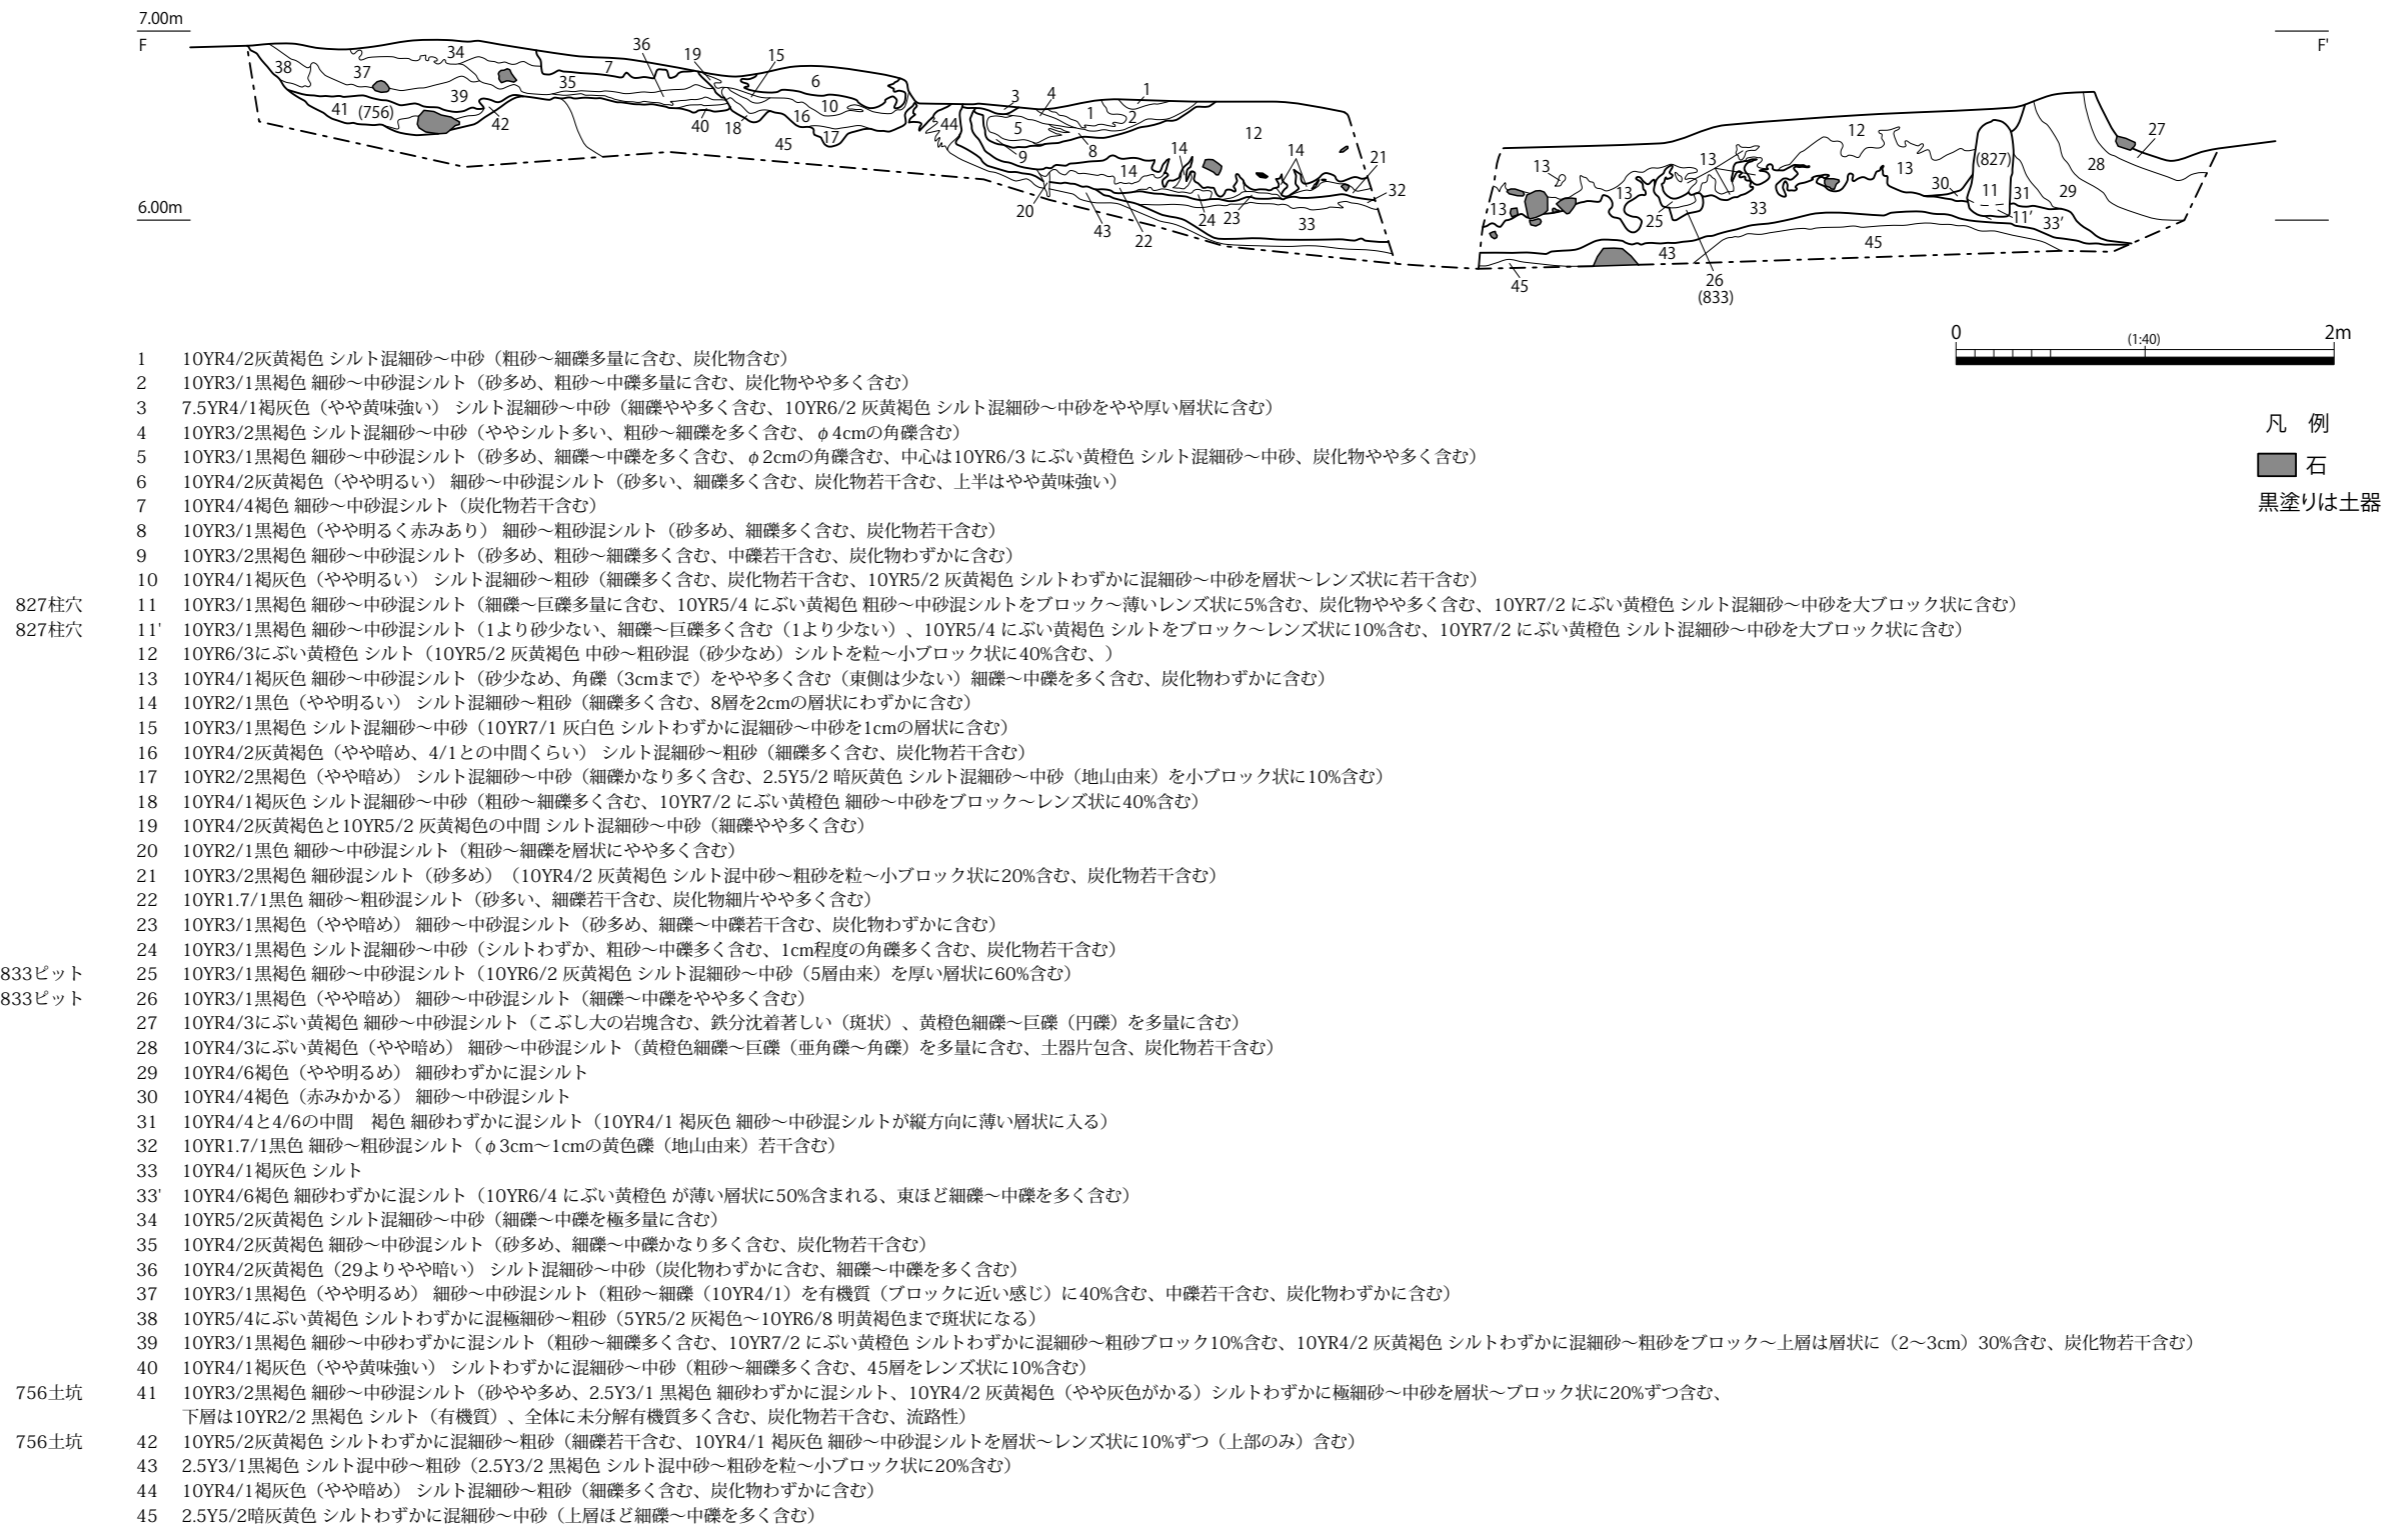 7.00m
F
F'
6.00m
38
37
34
36
19
15
35
7
6
39
41 (756)
42
40
18
16
10
17
45
3
4
1
1
2
44
5
9
8
12
14
14
14
21
32
20
43
22
24
23
33
13
13
13
13
12
13
(827)
27
28
30
11
31
29
25
33
11'
33'
45
43
26
(833)
45
0
2m
(1:40)
凡 例
石
黒塗りは土器
1 10YR4/2灰黄褐色 シルト混細砂～中砂（粗砂～細礫多量に含む、炭化物含む）
2 10YR3/1黒褐色 細砂～中砂混シルト（砂多め、粗砂～中礫多量に含む、炭化物やや多く含む）
3 7.5YR4/1褐灰色（やや黄味強い） シルト混細砂～中砂（細礫やや多く含む、10YR6/2 灰黄褐色 シルト混細砂～中砂をやや厚い層状に含む）
4 10YR3/2黒褐色 シルト混細砂～中砂（ややシルト多い、粗砂～細礫を多く含む、φ4cmの角礫含む）
5 10YR3/1黒褐色 細砂～中砂混シルト（砂多め、細礫～中礫を多く含む、φ2cmの角礫含む、中心は10YR6/3 にぶい黄橙色 シルト混細砂～中砂、炭化物やや多く含む）
6 10YR4/2灰黄褐色（やや明るい） 細砂～中砂混シルト（砂多い、細礫多く含む、炭化物若干含む、上半はやや黄味強い）
7 10YR4/4褐色 細砂～中砂混シルト（炭化物若干含む）
8 10YR3/1黒褐色（やや明るく赤みあり） 細砂～粗砂混シルト（砂多め、細礫多く含む、炭化物若干含む）
9 10YR3/2黒褐色 細砂～中砂混シルト（砂多め、粗砂～細礫多く含む、中礫若干含む、炭化物わずかに含む）
10 10YR4/1褐灰色（やや明るい） シルト混細砂～粗砂（細礫多く含む、炭化物若干含む、10YR5/2 灰黄褐色 シルトわずかに混細砂～中砂を層状～レンズ状に若干含む）
827柱穴 11 10YR3/1黒褐色 細砂～中砂混シルト（細礫～巨礫多量に含む、10YR5/4 にぶい黄褐色 粗砂～中砂混シルトをブロック～薄いレンズ状に5%含む、炭化物やや多く含む、10YR7/2 にぶい黄橙色 シルト混細砂～中砂を大ブロック状に含む）
827柱穴 11' 10YR3/1黒褐色 細砂～中砂混シルト（1より砂少ない、細礫～巨礫多く含む（1より少ない）、10YR5/4 にぶい黄褐色 シルトをブロック～レンズ状に10%含む、10YR7/2 にぶい黄橙色 シルト混細砂～中砂を大ブロック状に含む）
12 10YR6/3にぶい黄橙色 シルト（10YR5/2 灰黄褐色 中砂～粗砂混（砂少なめ）シルトを粒～小ブロック状に40%含む、）
13 10YR4/1褐灰色 細砂～中砂混シルト（砂少なめ、角礫（3cmまで）をやや多く含む（東側は少ない）細礫～中礫を多く含む、炭化物わずかに含む）
14 10YR2/1黒色（やや明るい） シルト混細砂～粗砂（細礫多く含む、8層を2cmの層状にわずかに含む）
15 10YR3/1黒褐色 シルト混細砂～中砂（10YR7/1 灰白色 シルトわずかに混細砂～中砂を1cmの層状に含む）
16 10YR4/2灰黄褐色（やや暗め、4/1との中間くらい） シルト混細砂～粗砂（細礫多く含む、炭化物若干含む）
17 10YR2/2黒褐色（やや暗め） シルト混細砂～中砂（細礫かなり多く含む、2.5Y5/2 暗灰黄色 シルト混細砂～中砂（地山由来）を小ブロック状に10%含む）
18 10YR4/1褐灰色 シルト混細砂～中砂（粗砂～細礫多く含む、10YR7/2 にぶい黄橙色 細砂～中砂をブロック～レンズ状に40%含む）
19 10YR4/2灰黄褐色と10YR5/2 灰黄褐色の中間 シルト混細砂～中砂（細礫やや多く含む）
20 10YR2/1黒色 細砂～中砂混シルト（粗砂～細礫を層状にやや多く含む）
21 10YR3/2黒褐色 細砂混シルト（砂多め）（10YR4/2 灰黄褐色 シルト混中砂～粗砂を粒～小ブロック状に20%含む、炭化物若干含む）
22 10YR1.7/1黒色 細砂～粗砂混シルト（砂多い、細礫若干含む、炭化物細片やや多く含む）
23 10YR3/1黒褐色（やや暗め） 細砂～中砂混シルト（砂多め、細礫～中礫若干含む、炭化物わずかに含む）
24 10YR3/1黒褐色 シルト混細砂～中砂（シルトわずか、粗砂～中礫多く含む、1cm程度の角礫多く含む、炭化物若干含む）
833ピット 25 10YR3/1黒褐色 細砂～中砂混シルト（10YR6/2 灰黄褐色 シルト混細砂～中砂（5層由来）を厚い層状に60%含む）
833ピット 26 10YR3/1黒褐色（やや暗め） 細砂～中砂混シルト（細礫～中礫をやや多く含む）
27 10YR4/3にぶい黄褐色 細砂～中砂混シルト（こぶし大の岩塊含む、鉄分沈着著しい（斑状）、黄橙色細礫～巨礫（円礫）を多量に含む）
28 10YR4/3にぶい黄褐色（やや暗め） 細砂～中砂混シルト（黄橙色細礫～巨礫（亜角礫～角礫）を多量に含む、土器片包含、炭化物若干含む）
29 10YR4/6褐色（やや明るめ） 細砂わずかに混シルト
30 10YR4/4褐色（赤みかかる） 細砂～中砂混シルト
31 10YR4/4と4/6の中間 褐色 細砂わずかに混シルト（10YR4/1 褐灰色 細砂～中砂混シルトが縦方向に薄い層状に入る）
32 10YR1.7/1黒色 細砂～粗砂混シルト（φ3cm～1cmの黄色礫（地山由来）若干含む）
33 10YR4/1褐灰色 シルト
33' 10YR4/6褐色 細砂わずかに混シルト（10YR6/4 にぶい黄橙色 が薄い層状に50%含まれる、東ほど細礫～中礫を多く含む）
34 10YR5/2灰黄褐色 シルト混細砂～中砂（細礫～中礫を極多量に含む）
35 10YR4/2灰黄褐色 細砂～中砂混シルト（砂多め、細礫～中礫かなり多く含む、炭化物若干含む）
36 10YR4/2灰黄褐色（29よりやや暗い） シルト混細砂～中砂（炭化物わずかに含む、細礫～中礫を多く含む）
37 10YR3/1黒褐色（やや明るめ） 細砂～中砂混シルト（粗砂～細礫（10YR4/1）を有機質（ブロックに近い感じ）に40%含む、中礫若干含む、炭化物わずかに含む）
38 10YR5/4にぶい黄褐色 シルトわずかに混極細砂～粗砂（5YR5/2 灰褐色～10YR6/8 明黄褐色まで斑状になる）
39 10YR3/1黒褐色 細砂～中砂わずかに混シルト（粗砂～細礫多く含む、10YR7/2 にぶい黄橙色 シルトわずかに混細砂～粗砂ブロック10%含む、10YR4/2 灰黄褐色 シルトわずかに混細砂～粗砂をブロック～上層は層状に（2～3cm）30%含む、炭化物若干含む）
40 10YR4/1褐灰色（やや黄味強い） シルトわずかに混細砂～中砂（粗砂～細礫多く含む、45層をレンズ状に10%含む）
756土坑 41 10YR3/2黒褐色 細砂～中砂混シルト（砂やや多め、2.5Y3/1 黒褐色 細砂わずかに混シルト、10YR4/2 灰黄褐色（やや灰色がかる）シルトわずかに極細砂～中砂を層状～ブロック状に20%ずつ含む、
下層は10YR2/2 黒褐色 シルト（有機質）、全体に未分解有機質多く含む、炭化物若干含む、流路性）
756土坑 42 10YR5/2灰黄褐色 シルトわずかに混細砂～粗砂（細礫若干含む、10YR4/1 褐灰色 細砂～中砂混シルトを層状～レンズ状に10%ずつ（上部のみ）含む）
43 2.5Y3/1黒褐色 シルト混中砂～粗砂（2.5Y3/2 黒褐色 シルト混中砂～粗砂を粒～小ブロック状に20%含む）
44 10YR4/1褐灰色（やや暗め） シルト混細砂～粗砂（細礫多く含む、炭化物わずかに含む）
45 2.5Y5/2暗灰黄色 シルトわずかに混細砂～中砂（上層ほど細礫～中礫を多く含む）